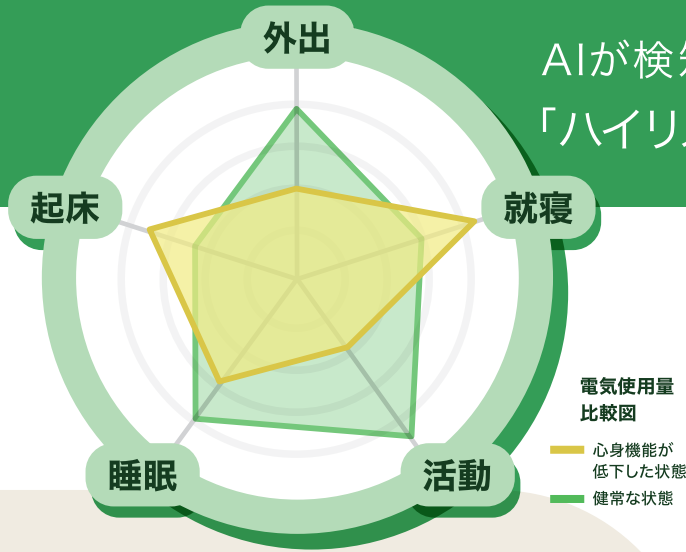 外出
AIが検
「ハイリ
起床
就寝
睡眠
活動
電気使用量
比較図
心身機能が
低下した状態
健常な状態